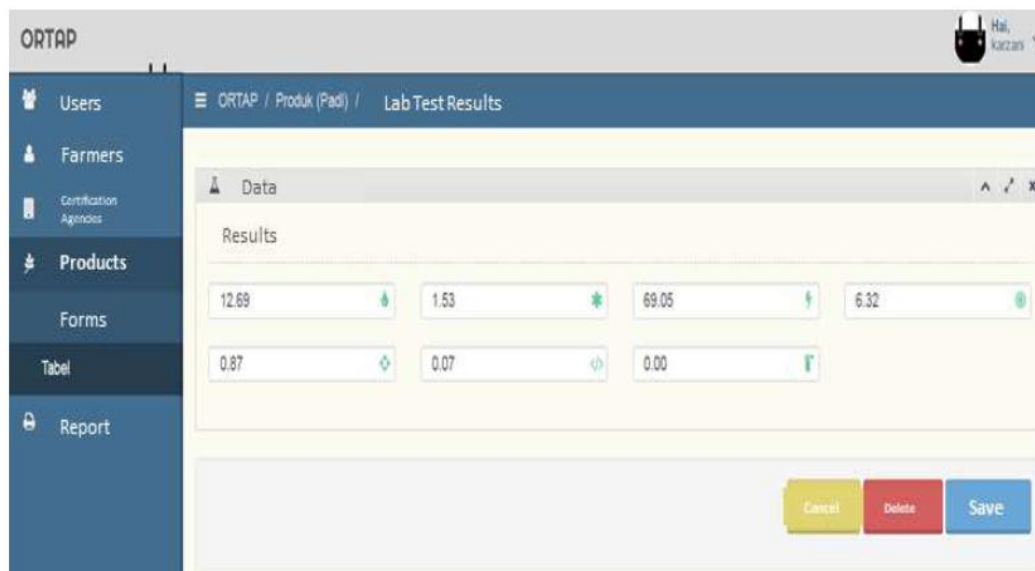 ORTAP
Hai,
karzani
Users
Farmers
Certification
Agencies
Products
Forms
Tabel
Report
ORTAP / Produk (Padi) / Lab Test Results
Data
Results
12.69 1.53 69.05 6.32
0.87 0.07 0.00
Cancel Delete Save